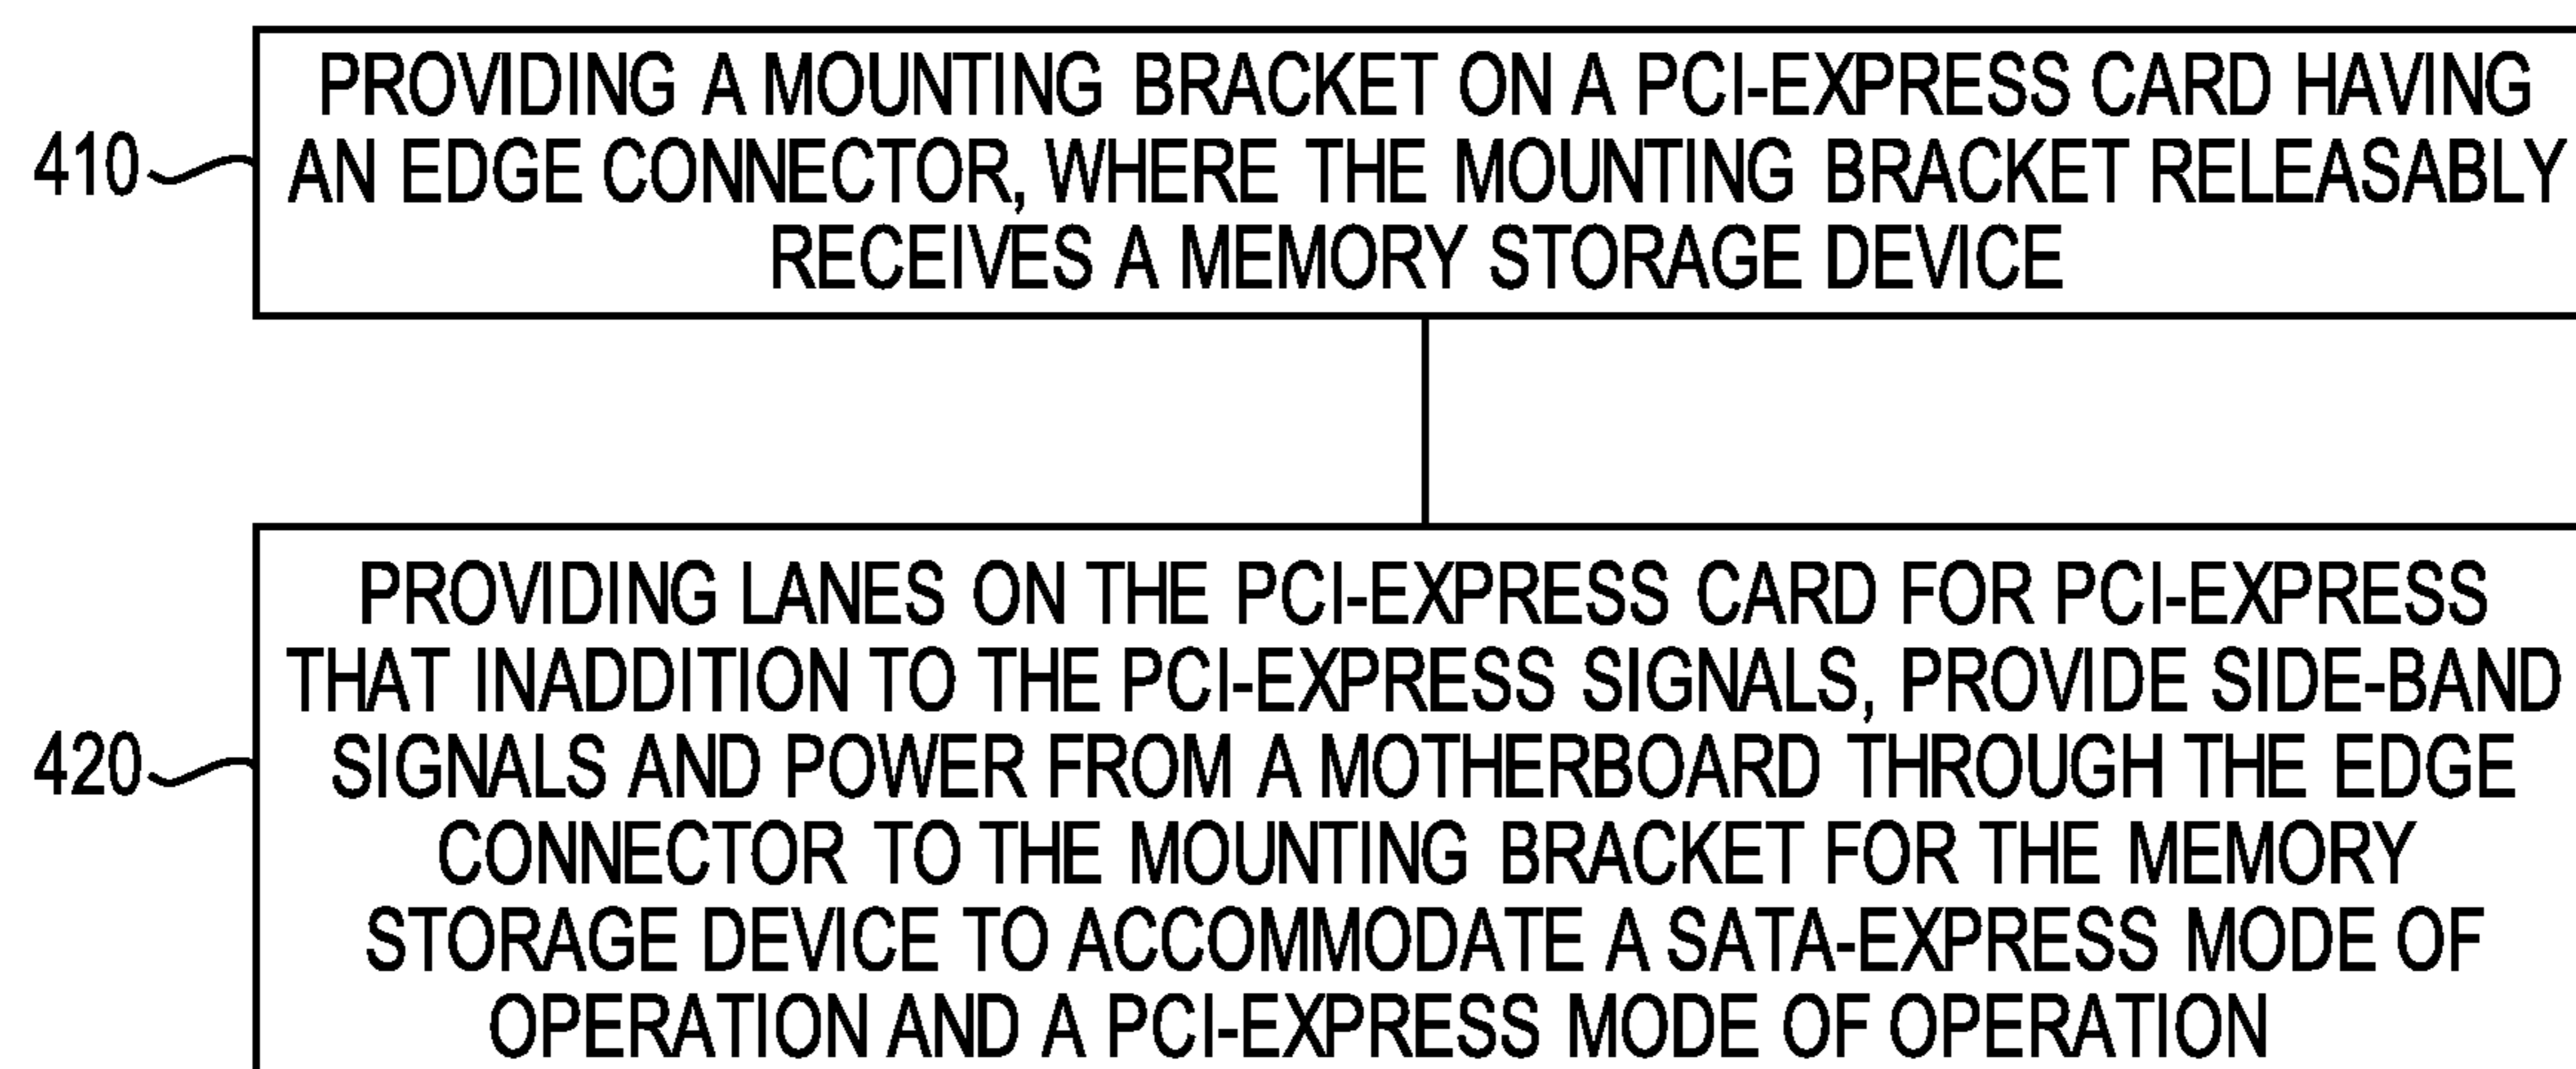 PROVIDING A MOUNTING BRACKET ON A PCI-EXPRESS CARD HAVING
410
AN EDGE CONNECTOR, WHERE THE MOUNTING BRACKET RELEASABLY
RECEIVES A MEMORY STORAGE DEVICE
PROVIDING LANES ON THE PCI-EXPRESS CARD FOR PCI-EXPRESS
THAT INADDITION TO THE PCI-EXPRESS SIGNALS, PROVIDE SIDE-BAND
420
SIGNALS AND POWER FROM A MOTHERBOARD THROUGH THE EDGE
CONNECTOR TO THE MOUNTING BRACKET FOR THE MEMORY
STORAGE DEVICE TO ACCOMMODATE A SATA-EXPRESS MODE OF
OPERATION AND A PCI-EXPRESS MODE OF OPERATION